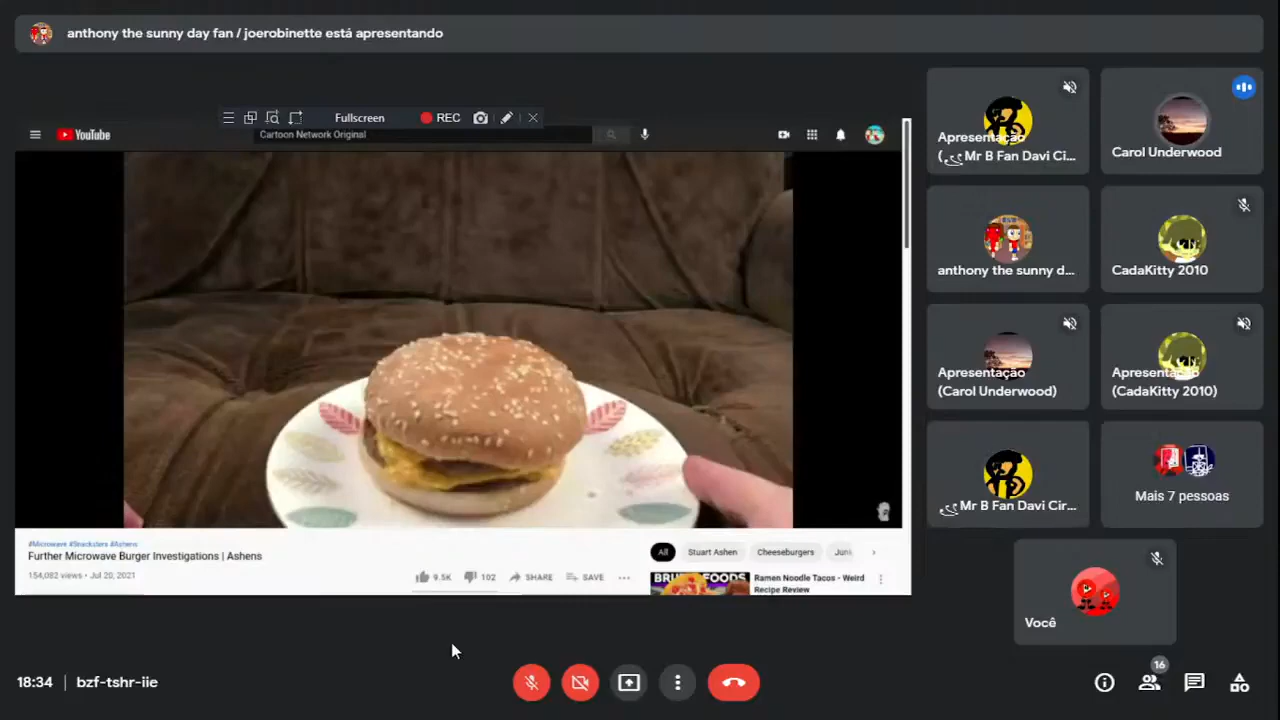 anthony the sunny day fan / joerobinette está apresentando
Fullscreen
REC
YouTube
Cartoon Network Original
#Microwave #Snacksters #Ashens
Further Microwave Burger Investigations | Ashens
154,082 views • Jul 20, 2021
9.5K
102
SHARE
SAVE
All
Stuart Ashen
Cheeseburgers
Junk
Ramen Noodle Tacos - Weird
Recipe Review
Apresentação
Mr B Fan Davi Ci...
Carol Underwood
anthony the sunny d...
CadaKitty 2010
Apresentação
(Carol Underwood)
Apresentação
(CadaKitty 2010)
Mr B Fan Davi Cir...
Mais 7 pessoas
Você
18:34 | bzf-tshr-iie
16